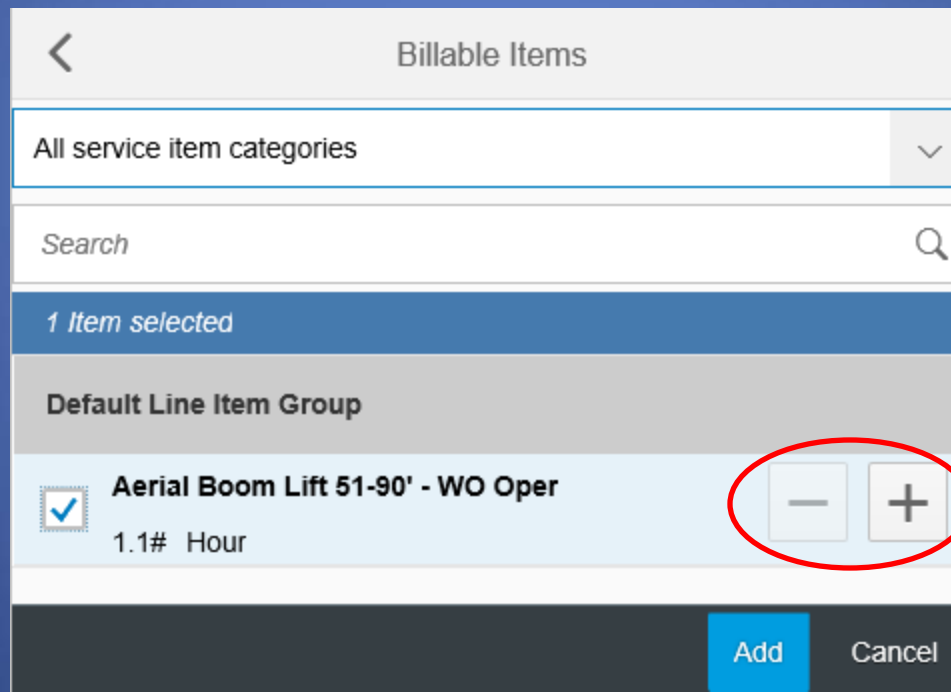 Billable Items
All service item categories
Search
1 Item selected
Default Line Item Group
Aerial Boom Lift 51-90' - WO Oper
1.1# Hour
Add Cancel